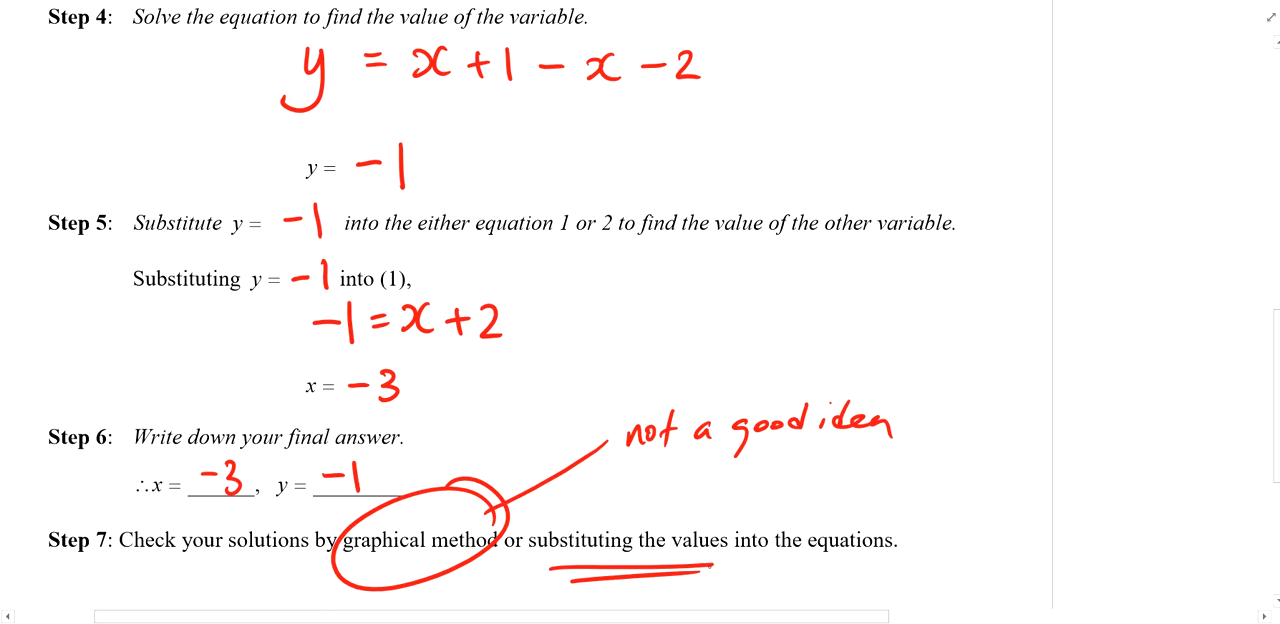 Step 4: Solve the equation to find the value of the variable.
y = x + 1 - x - 2
y = -1
Step 5: Substitute y = -1 into the either equation 1 or 2 to find the value of the other variable.
Substituting y = -1 into (1),
-1 = x + 2
x = -3
not a good idea
Step 6: Write down your final answer.
∴x = -3, y = -1
Step 7: Check your solutions by graphical method or substituting the values into the equations.